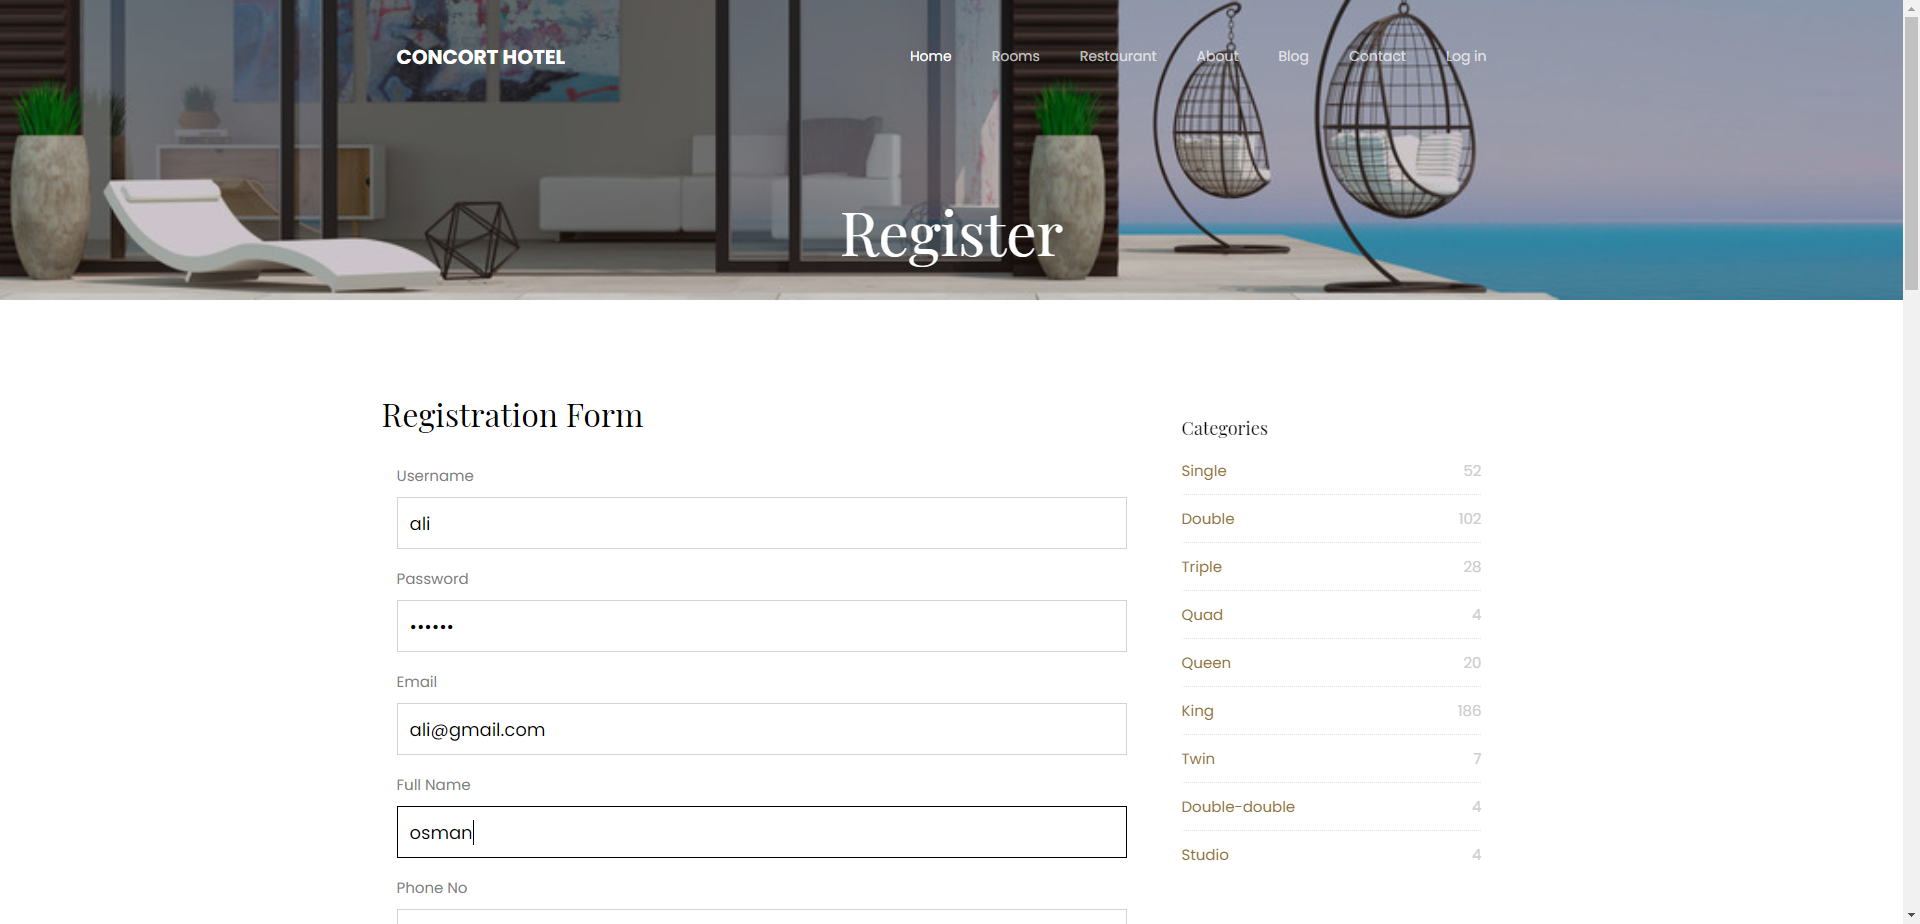 CONCORT HOTEL
Home Rooms Restaurant About Blog Contact Log in
Register
Registration Form
Username
ali
Password
••••••
Email
ali@gmail.com
Full Name
osman
Phone No
Categories
Single 52
Double 102
Triple 28
Quad 4
Queen 20
King 186
Twin 7
Double-double 4
Studio 4